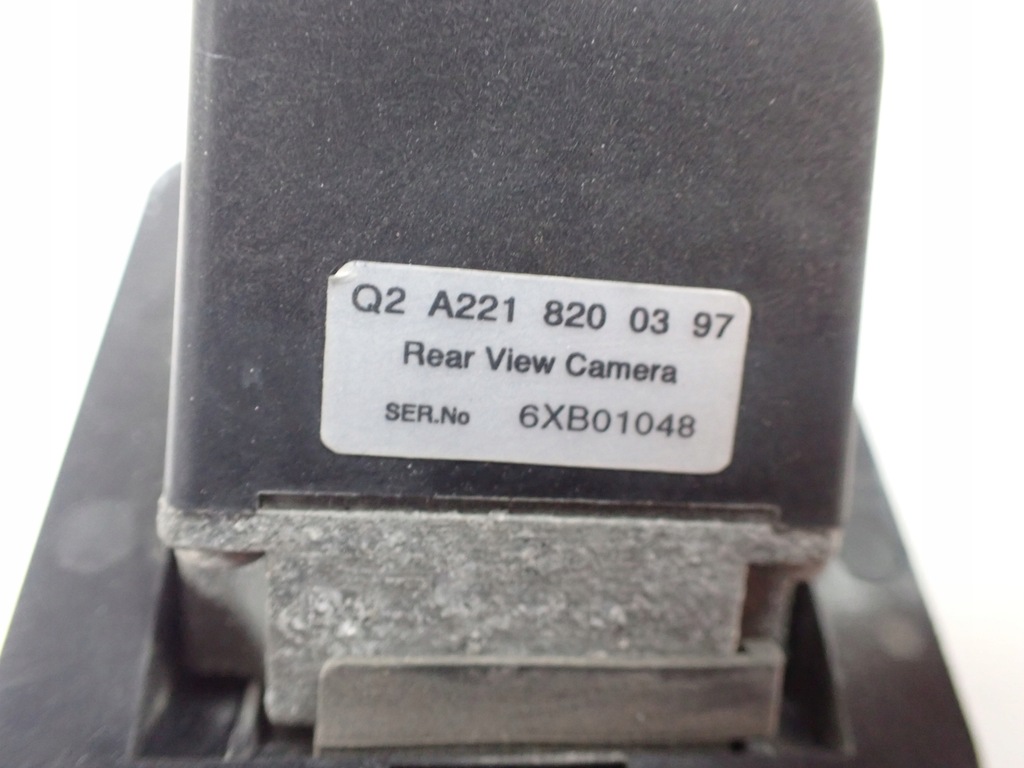 Q2 A221 820 03 97
Rear View Camera
SER.No 6XB01048